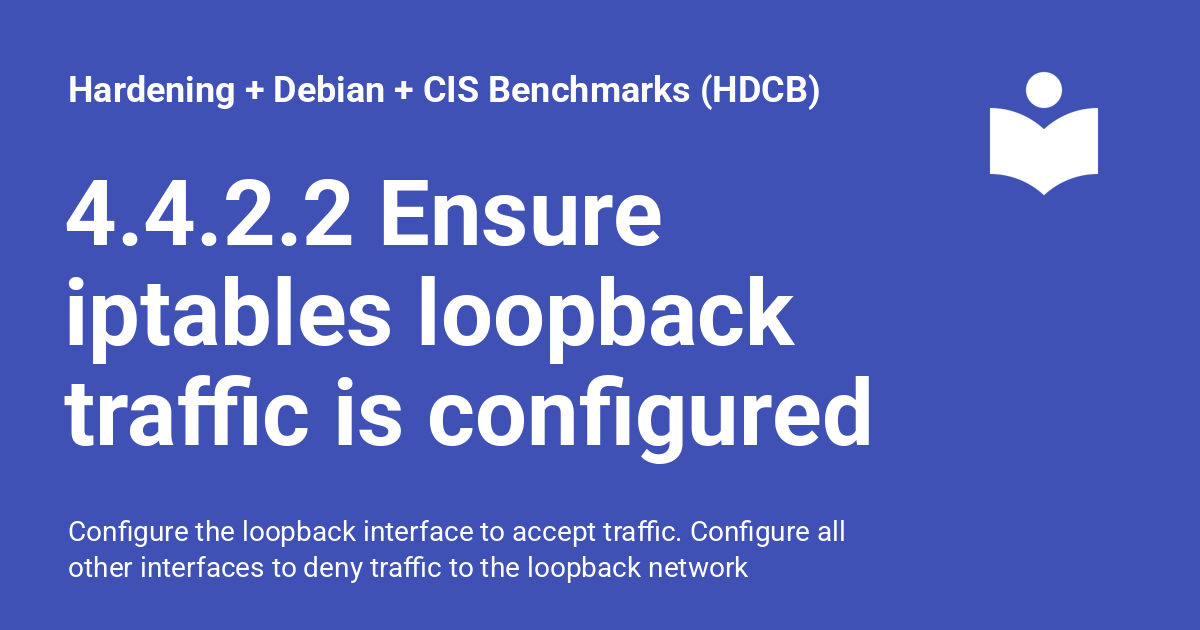 Hardening + Debian + CIS Benchmarks (HDCB)
4.4.2.2 Ensure
iptables loopback
traffic is configured
Configure the loopback interface to accept traffic. Configure all
other interfaces to deny traffic to the loopback network